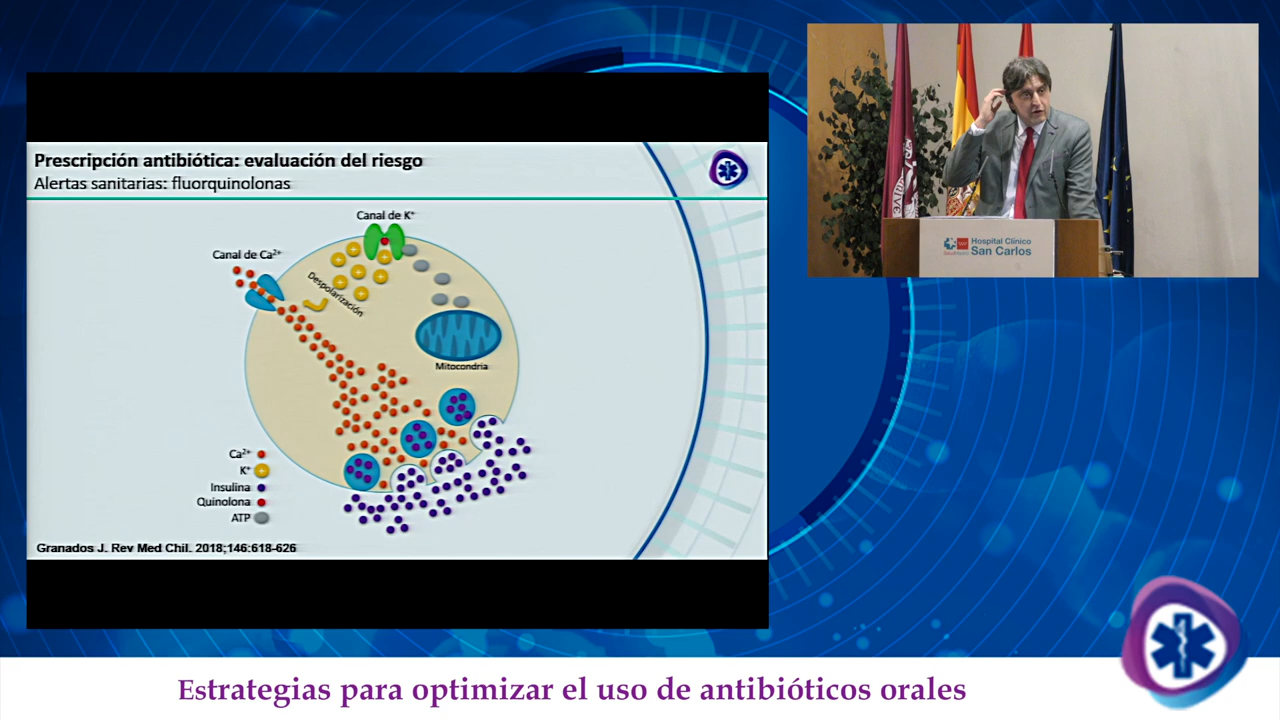 Prescripción antibiótica: evaluación del riesgo
Alertas sanitarias: fluorquinolonas
Canal de K⁺
Canal de Ca²⁺
Despolarización
Mitocondria
Ca²⁺
K⁺
Insulina
Quinolona
ATP
Granados J. Rev Med Chil. 2018;146:618-626
Hospital Clínico
San Carlos
Estrategias para optimizar el uso de antibióticos orales